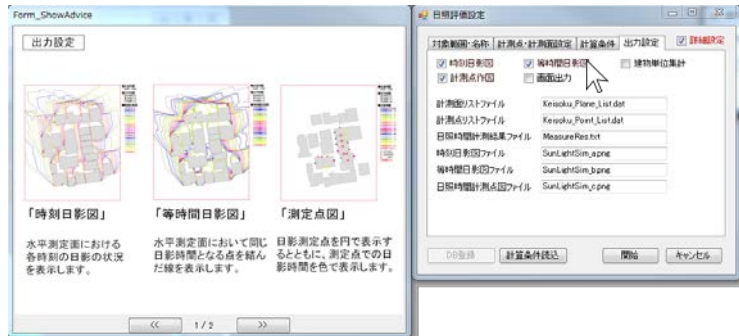 Form_ShowAdvice
出力設定
「時刻日影図」
水平測定面における
各時刻の日影の状況
を表示します。
「等時間日影図」
水平測定面において同じ
日影時間となる点を結ん
だ線を表示します。
「測定点図」
日影測定点を円で表示す
るとともに、測定点での日
影時間を色で表示します。
<<
1 / 2
>>
日照評価設定
対象範囲・名称
計測点・計測面設定
計算条件
出力設定
詳細設定
時刻日影図
等時間日影図
建物単位集計
計測点作図
画面出力
計測面リストファイル
Keisoku_Plane_List.dat
計測点リストファイル
Keisoku_Point_List.dat
日照時間計測結果ファイル
MeasureRes.txt
時刻日影図ファイル
SunLightSim_a.png
等時間日影図ファイル
SunLightSim_b.png
日照時間計測点図ファイル
SunLightSim_c.png
DB登録
計算条件読込
開始
キャンセル